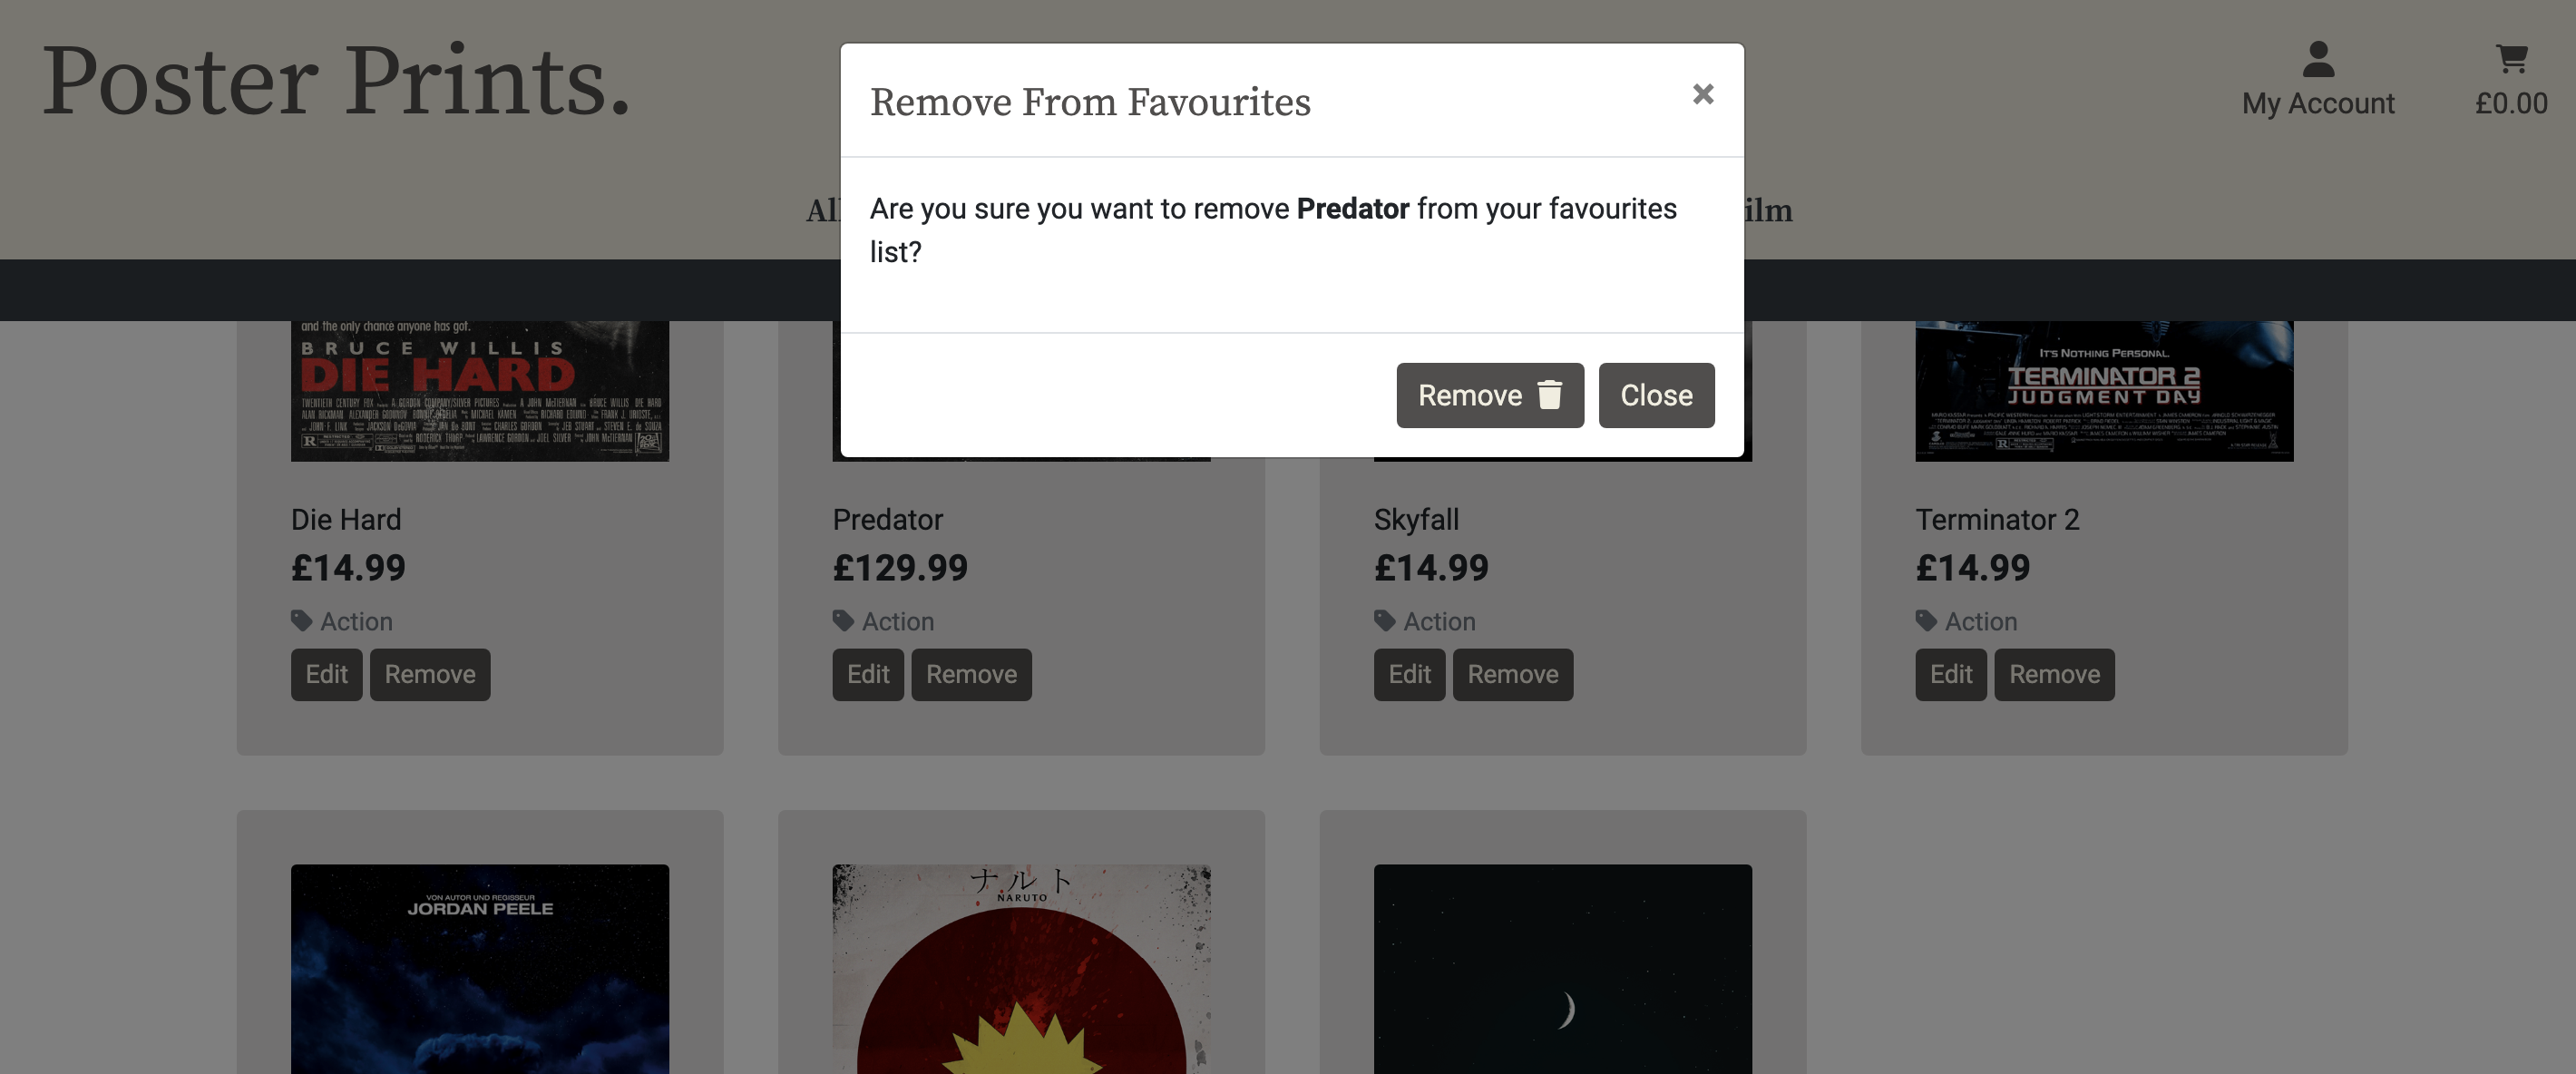 Poster Prints.
Remove From Favourites
×
My Account
£0.00
Are you sure you want to remove Predator from your favourites
list?
Remove
Close
and the only chance anyone has got.
BRUCE WILLIS
DIE HARD
IT'S NOTHING PERSONAL.
TERMINATOR 2
JUDGMENT DAY
Die Hard
£14.99
Action
Edit Remove
Predator
£129.99
Action
Edit Remove
Skyfall
£14.99
Action
Edit Remove
Terminator 2
£14.99
Action
Edit Remove
VON AUTOR UND REGISSEUR
JORDAN PEELE
ナルト
NARUTO